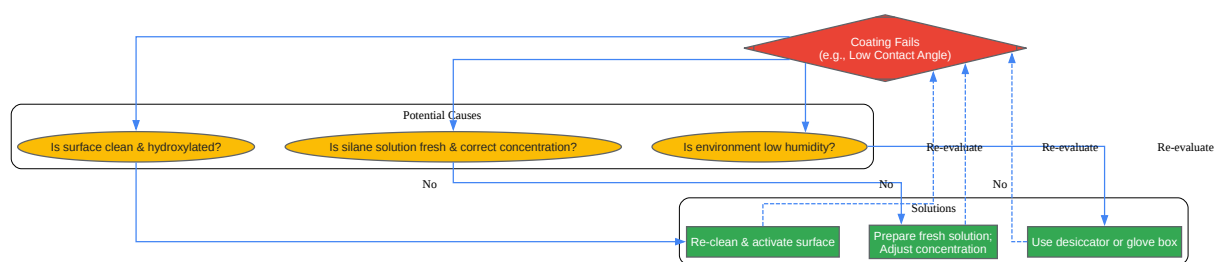 Coating Fails
(e.g., Low Contact Angle)
Potential Causes
Is surface clean & hydroxylated?
Is silane solution fresh & correct concentration?
Is environment low humidity?
Re-evaluate
Re-evaluate
Re-evaluate
No
No
No
Solutions
Re-clean & activate surface
Prepare fresh solution;
Adjust concentration
Use desiccator or glove box